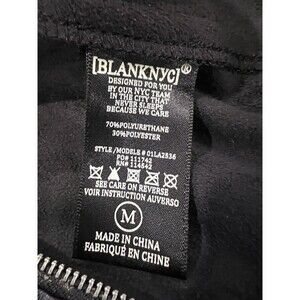 [BLANKNYC]®
DESIGNED FOR YOU
BY OUR NYC TEAM
IN THE CITY THAT
NEVER SLEEPS
BECAUSE WE CARE
70%POLYURETHANE
30%POLYESTER
STYLE/MODELE # 01LA2836
PO# 111742
RN# 114542
SEE CARE ON REVERSE
VOIR INSTRUCTION AUVERSO
M
MADE IN CHINA
FABRIQUÉ EN CHINE